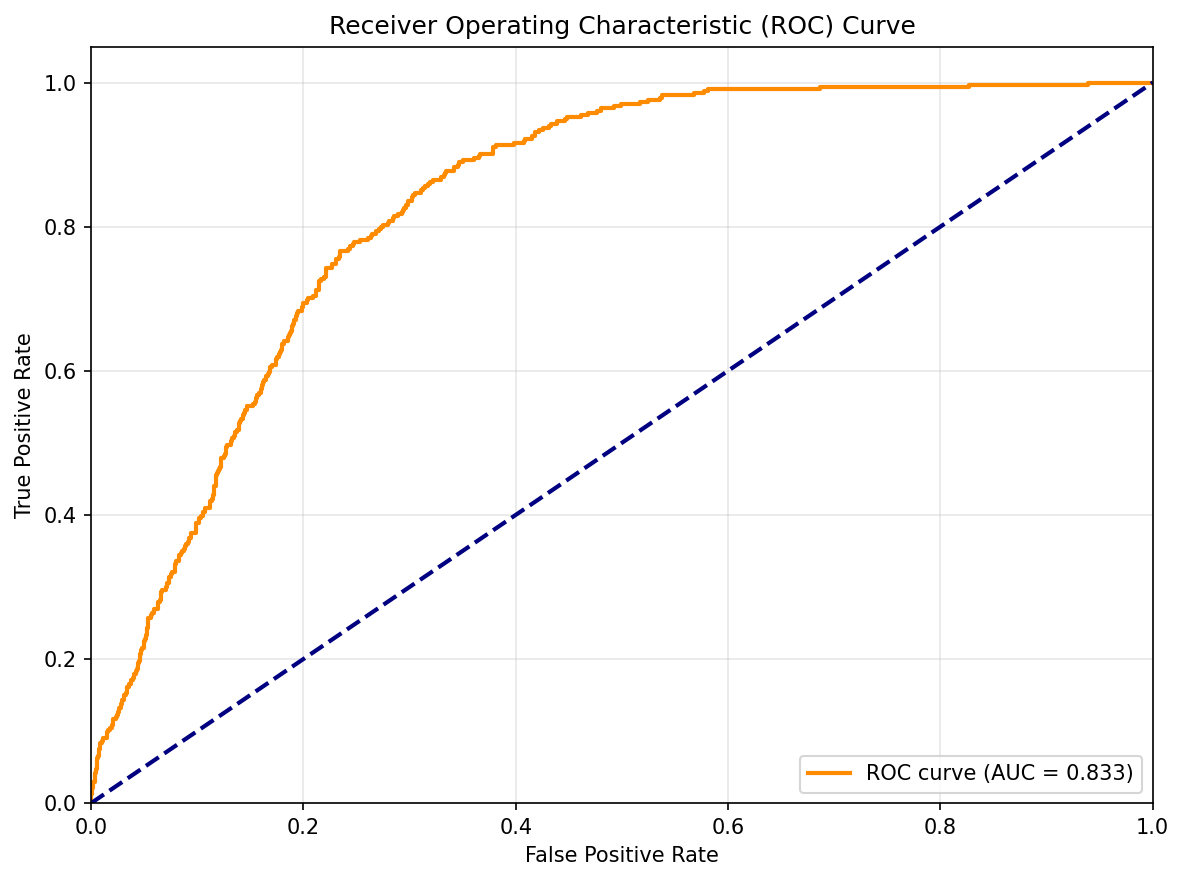 Receiver Operating Characteristic (ROC) Curve
True Positive Rate
1.0
0.8
0.6
0.4
0.2
0.0
0.0 0.2 0.4 0.6 0.8 1.0
False Positive Rate
ROC curve (AUC = 0.833)